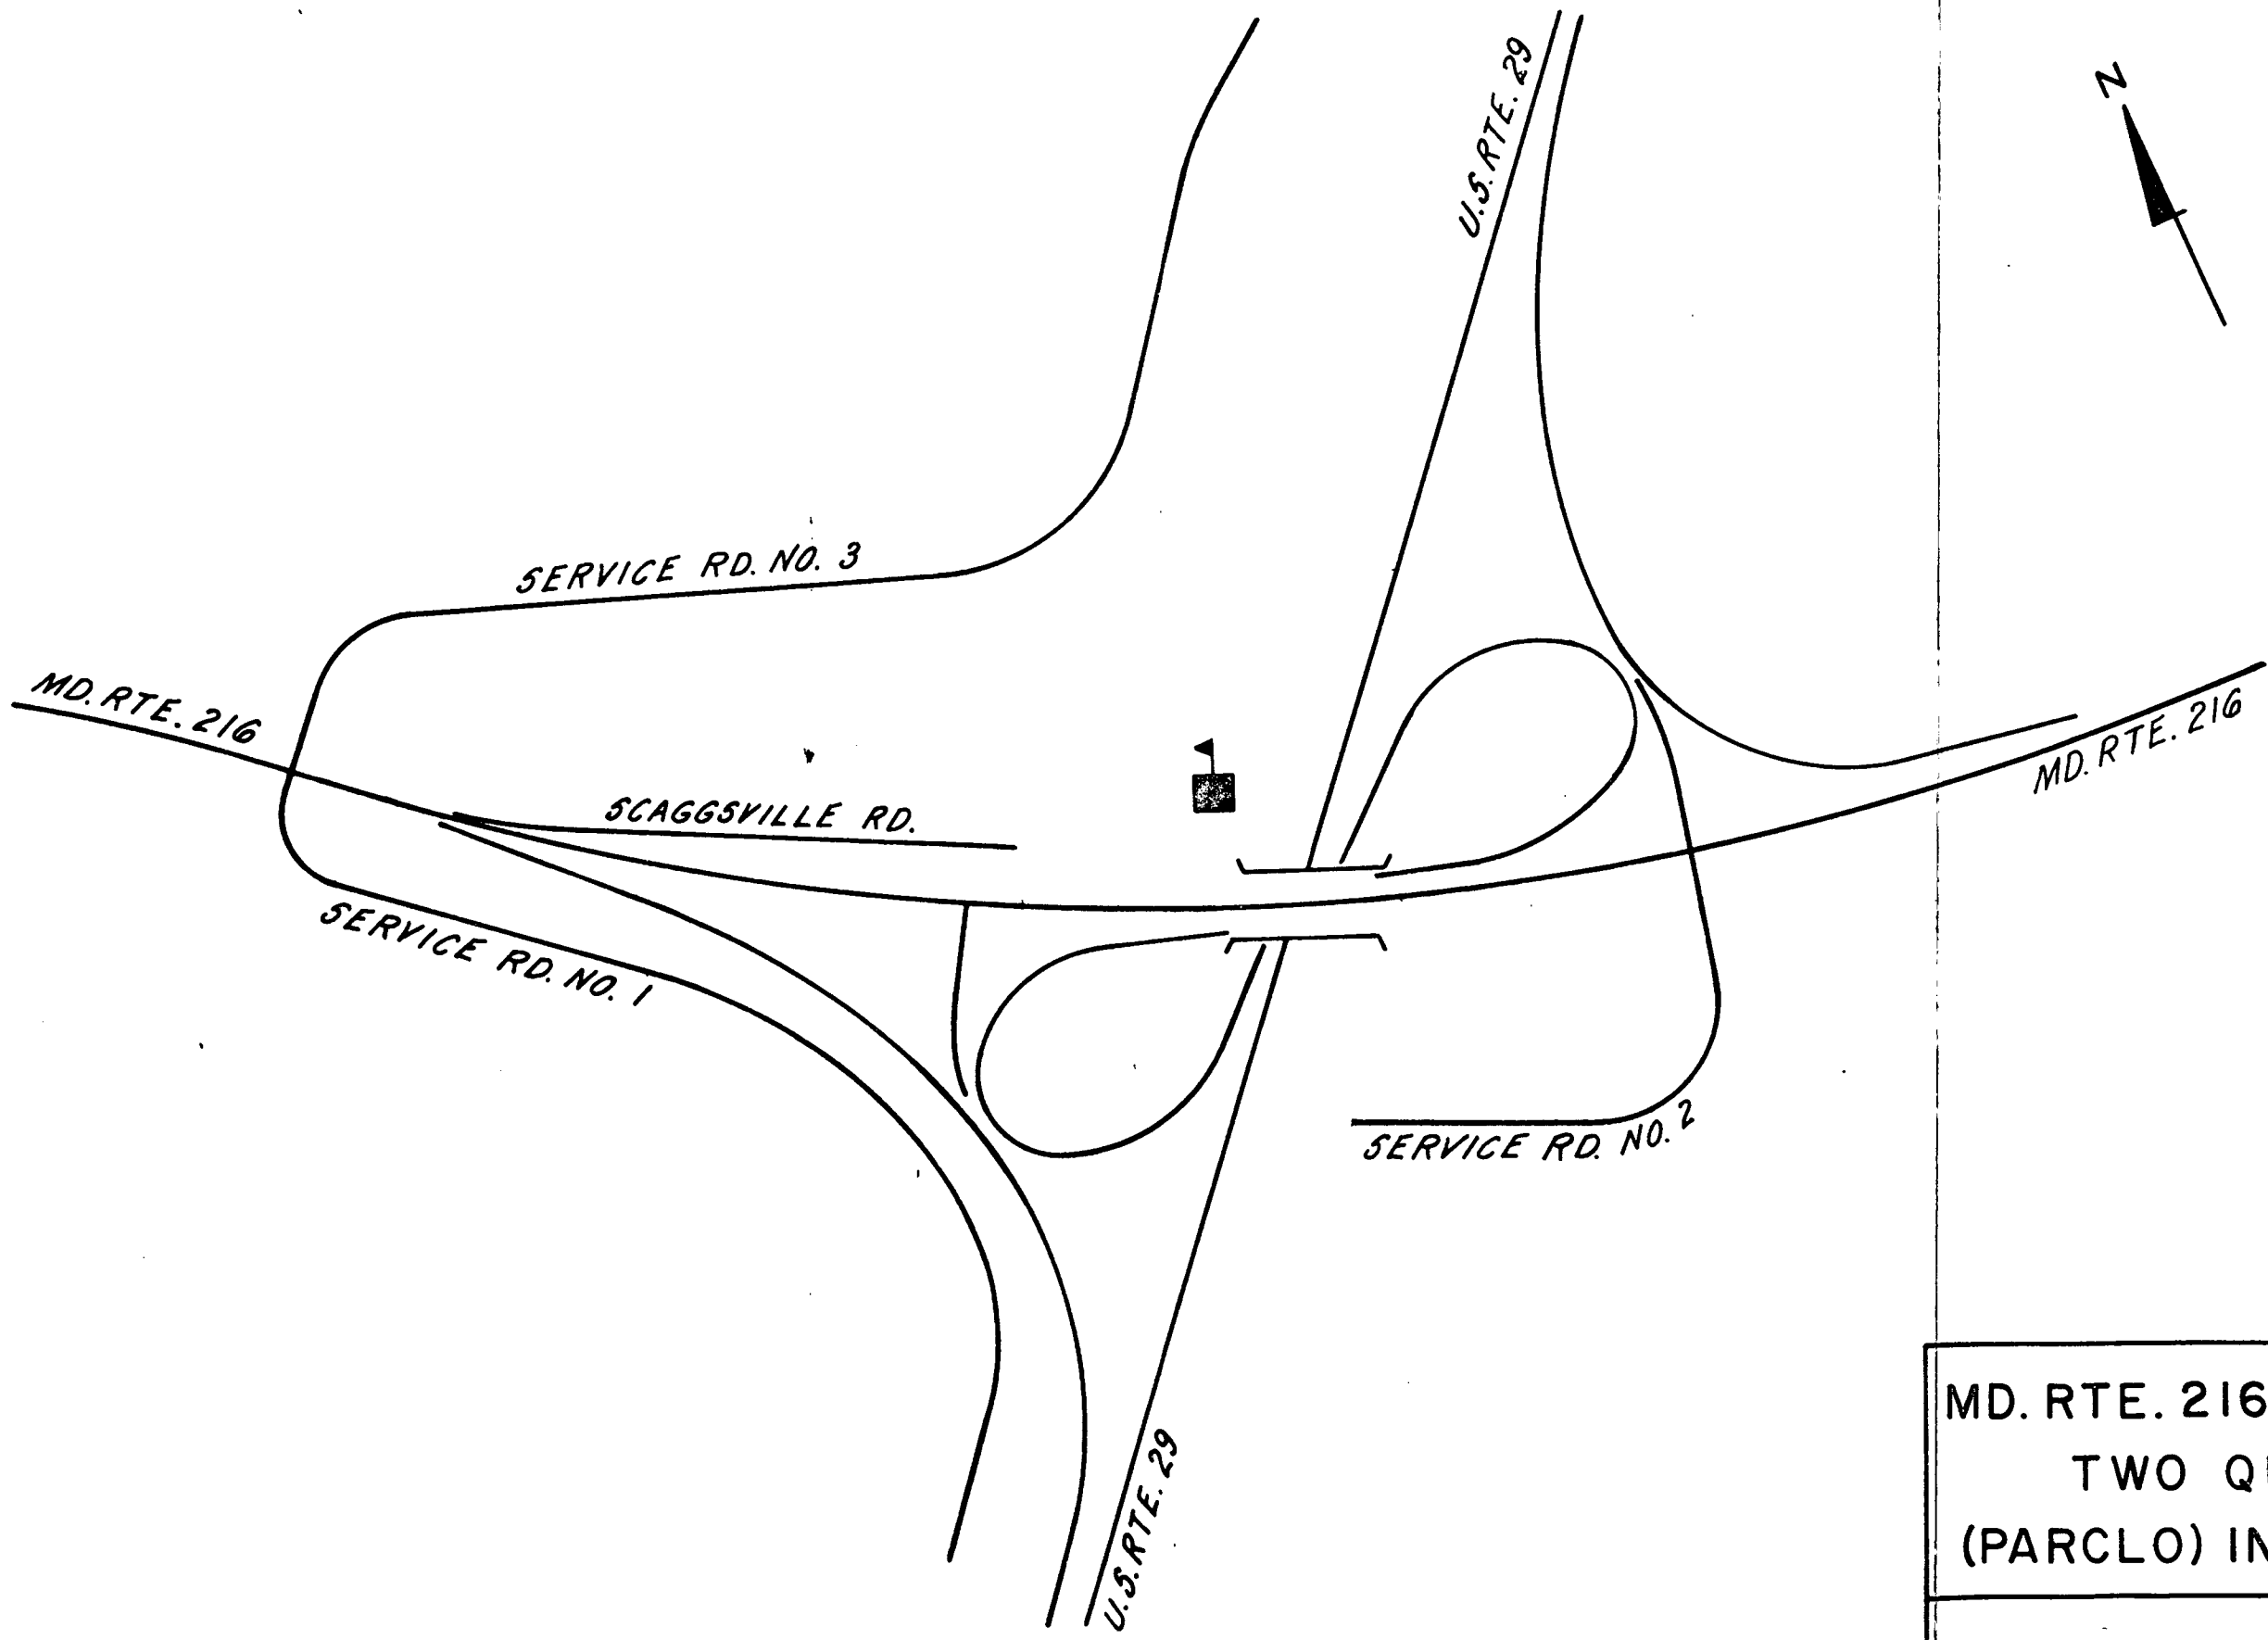 U.S. RTE. 29
N
SERVICE RD. NO. 3
MD. RTE. 216
SCAGGSVILLE RD.
MD. RTE. 216
SERVICE RD. NO. 1
SERVICE RD. NO. 2
U.S. RTE. 29
MD. RTE. 216
TWO
(PARCLO)